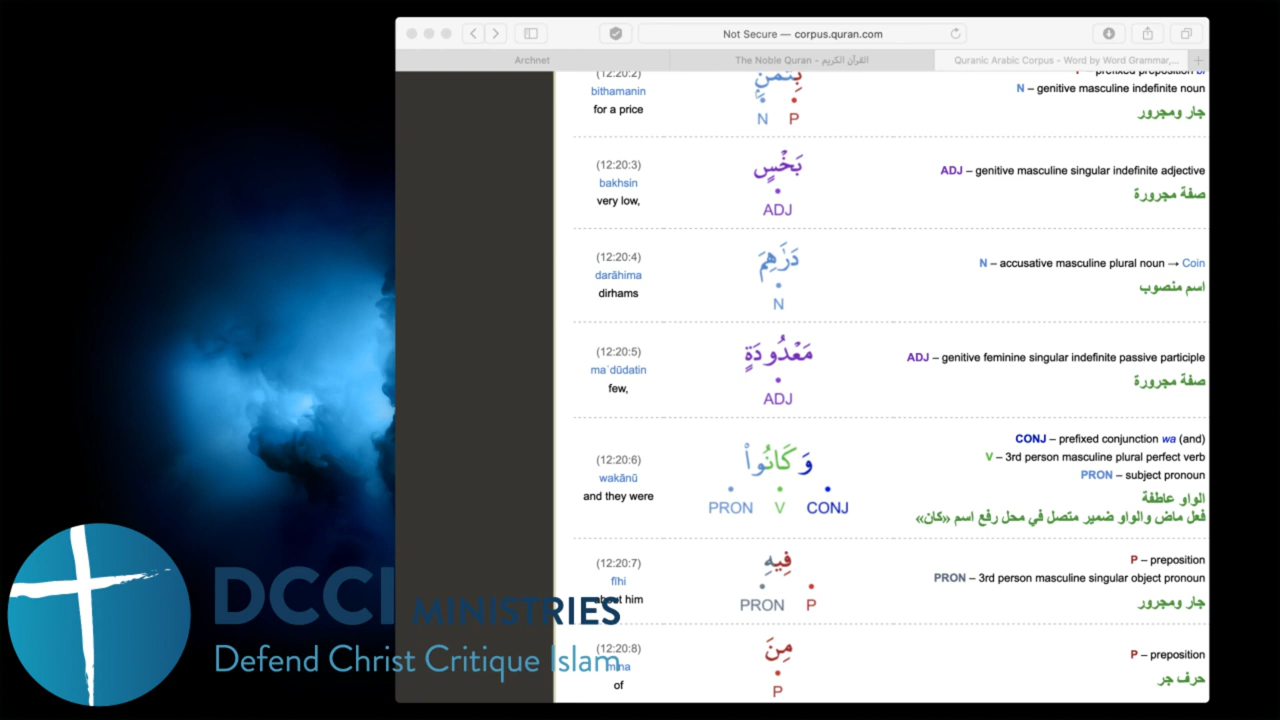 Not Secure — corpus.quran.com
Archnet
The Noble Quran - القرآن الكريم
Quranic Arabic Corpus - Word by Word Grammar,...
(12:20:2)
bithamanin
for a price
بِثَمَنٍ
N P
P – prefixed preposition bi
N – genitive masculine indefinite noun
جار ومجرور
(12:20:3)
bakhsin
very low,
بَخْسٍ
ADJ
ADJ – genitive masculine singular indefinite adjective
صفة مجرورة
(12:20:4)
darāhima
dirhams
دَرَٰهِمَ
N
N – accusative masculine plural noun → Coin
اسم منصوب
(12:20:5)
maʿdūdatin
few,
مَعْدُودَةٍ
ADJ
ADJ – genitive feminine singular indefinite passive participle
صفة مجرورة
(12:20:6)
wakānū
and they were
وَكَانُوا۟
PRON V CONJ
CONJ – prefixed conjunction wa (and)
V – 3rd person masculine plural perfect verb
PRON – subject pronoun
الواو عاطفة
فعل ماض والواو ضمير متصل في محل رفع اسم «كان»
(12:20:7)
fīhi
about him
فِيهِ
PRON P
P – preposition
PRON – 3rd person masculine singular object pronoun
جار ومجرور
(12:20:8)
mina
of
مِنَ
P
P – preposition
حرف جر
DCCI MINISTRIES
Defend Christ Critique Islam